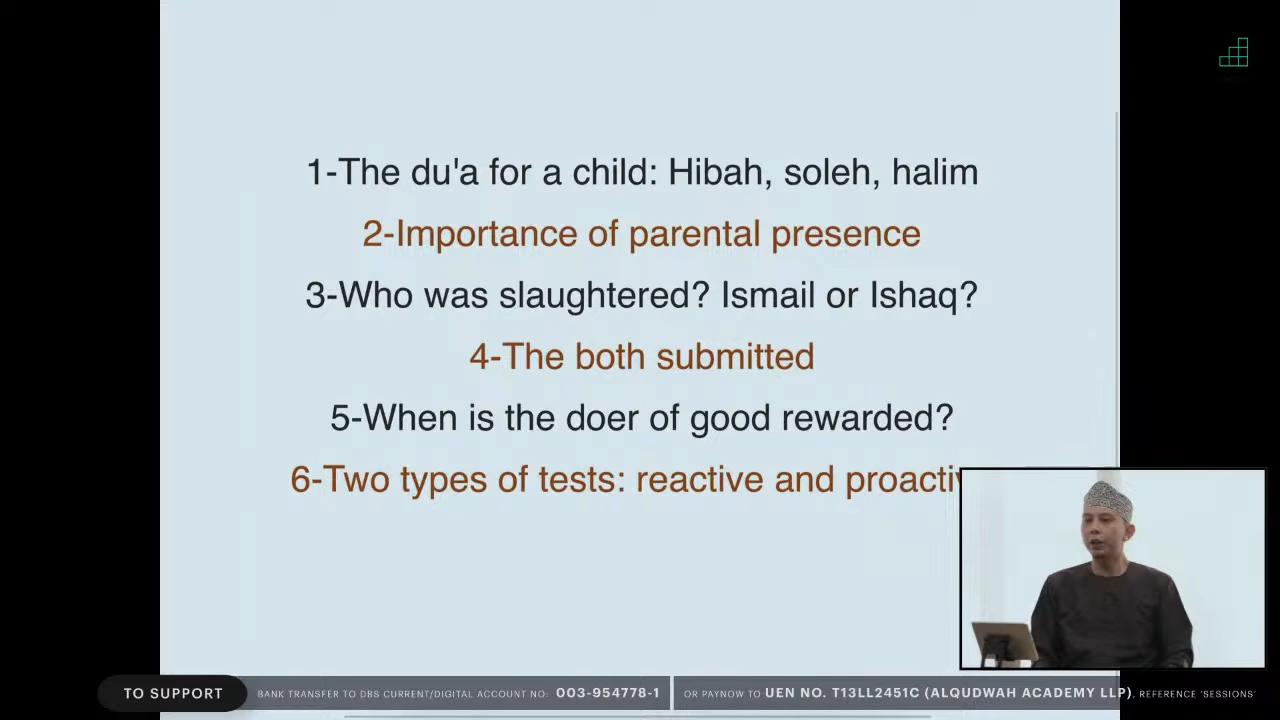 1-The du'a for a child: Hibah, soleh, halim
2-Importance of parental presence
3-Who was slaughtered? Ismail or Ishaq?
4-The both submitted
5-When is the doer of good rewarded?
6-Two types of tests: reactive and
TO SUPPORT
BANK TRANSFER TO DBS CURRENT/DIGITAL ACCOUNT NO: 003-954778-1
OR PAYNOW TO UEN NO. T13LL2451C (ALQUDWAH ACADEMY LLP), REFERENCE 'SESSIONS'